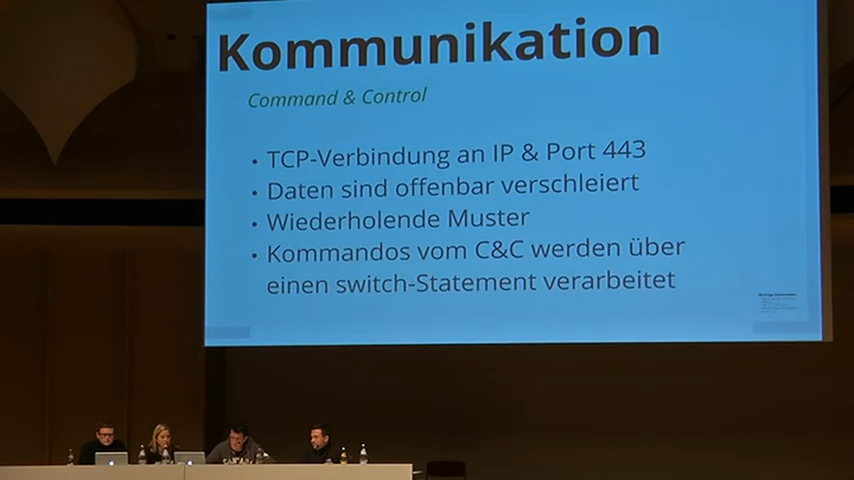 Kommunikation
Command & Control
• TCP-Verbindung an IP & Port 443
• Daten sind offenbar verschleiert
• Wiederholende Muster
• Kommandos vom C&C werden über
einen switch-Statement verarbeitet